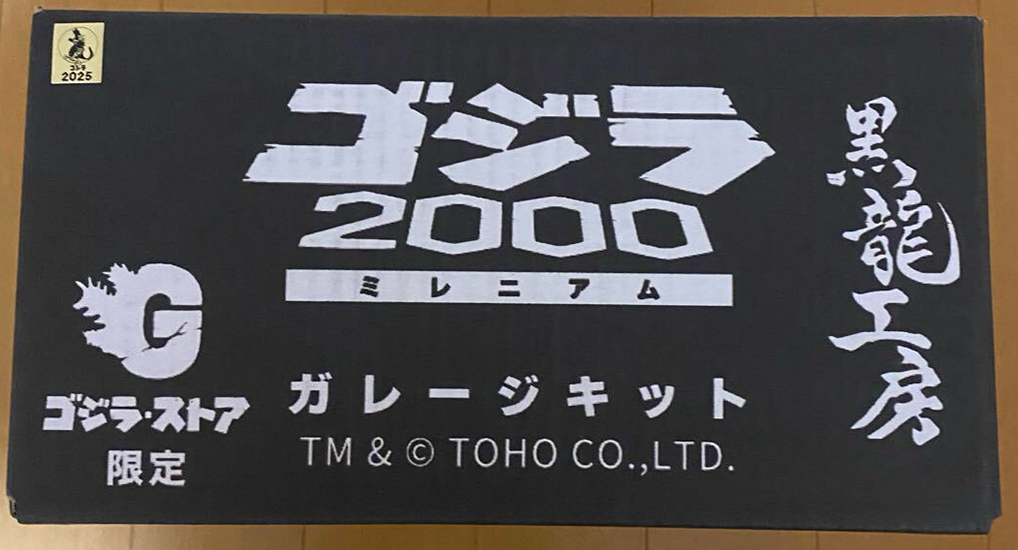 ゴジラ
2025
ゴジラ
2000
ミレニアム
黒龍工房
G
ゴジラ・ストア
限定
ガレージキット
TM & © TOHO CO.,LTD.